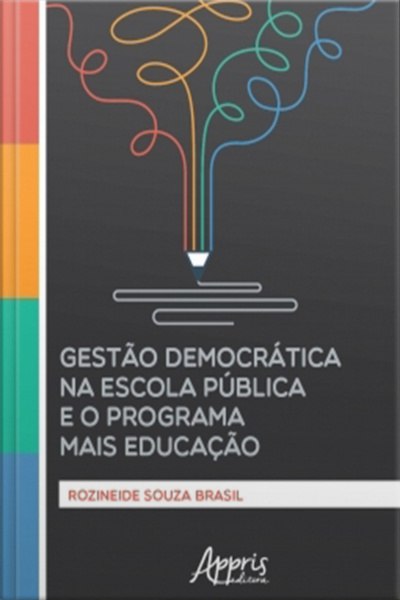 GESTÃO DEMOCRÁTICA
NA ESCOLA PÚBLICA
E O PROGRAMA
MAIS EDUCAÇÃO
ROZINEIDE SOUZA BRASIL
Appris
editora